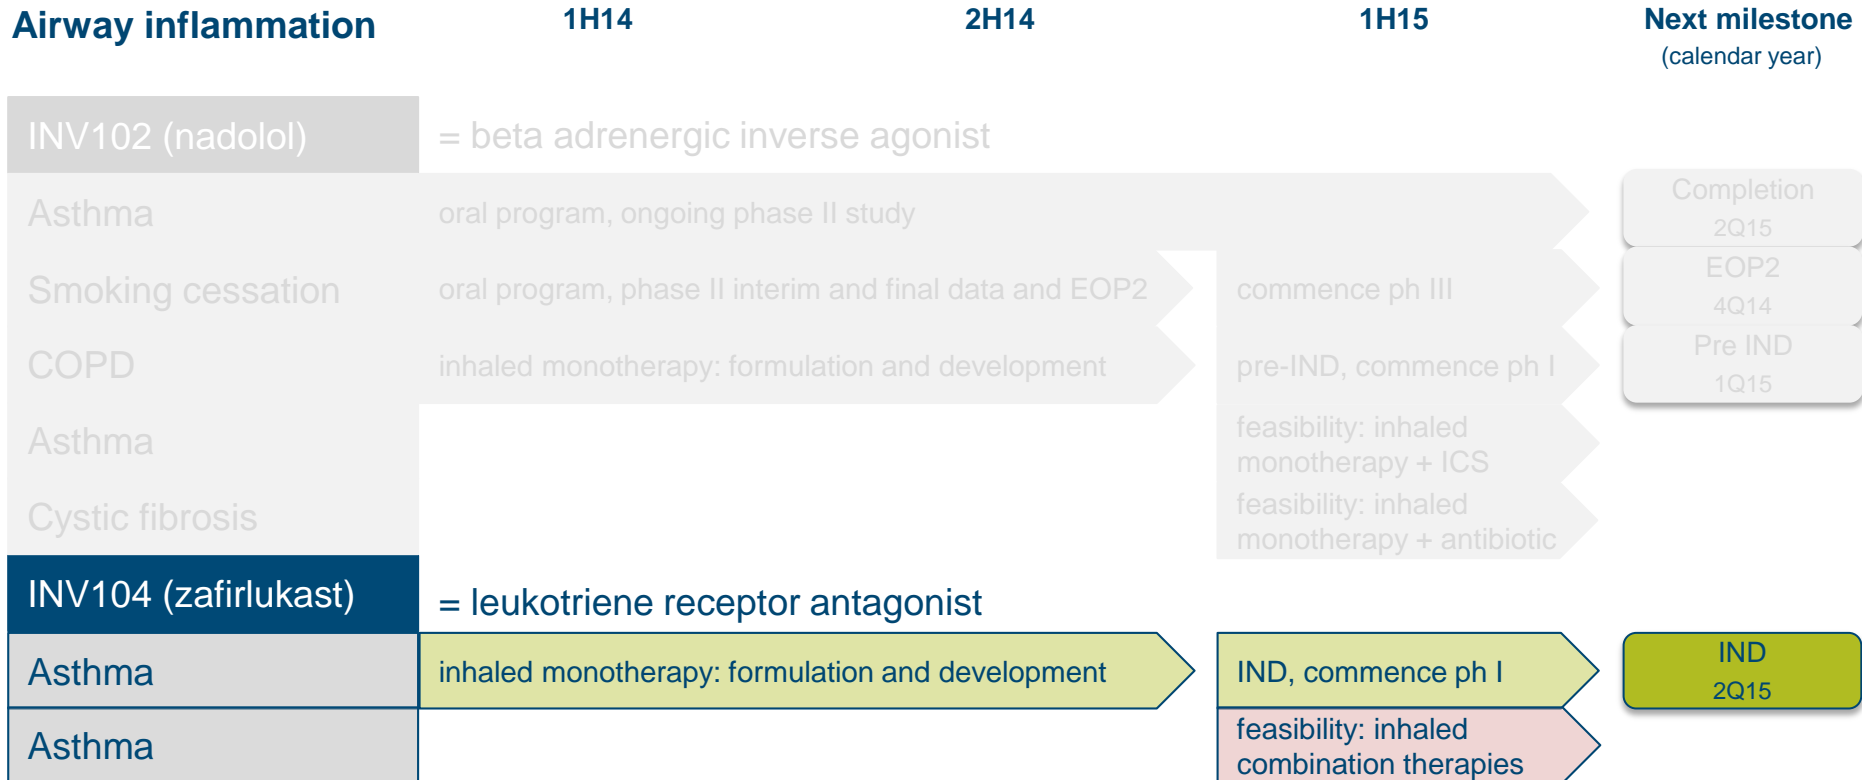 Airway inflammation 1H14 2H14 1H15 Next milestone
(calendar year)
INV102 (nadolol) = beta adrenergic inverse agonist
Asthma oral program, ongoing phase II study Completion
2Q15
Smoking cessation oral program, phase II interim and final data and EOP2 commence ph III EOP2
4Q14
COPD inhaled monotherapy: formulation and development pre-IND, commence ph I Pre IND
1Q15
Asthma feasibility: inhaled
monotherapy + ICS
Cystic fibrosis feasibility: inhaled
monotherapy + antibiotic
INV104 (zafirlukast) = leukotriene receptor antagonist
Asthma inhaled monotherapy: formulation and development IND, commence ph I IND
2Q15
Asthma feasibility: inhaled
combination therapies